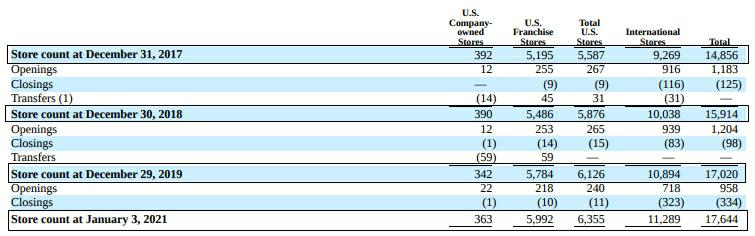 U.S. Company-owned Stores U.S. Franchise Stores Total U.S. Stores International Stores Total
Store count at December 31, 2017 392 5,195 5,587 9,269 14,856
Openings 12 255 267 916 1,183
Closings — (9) (9) (116) (125)
Transfers (1) (14) 45 31 (31) —
Store count at December 30, 2018 390 5,486 5,876 10,038 15,914
Openings 12 253 265 939 1,204
Closings (1) (14) (15) (83) (98)
Transfers (59) 59 — — —
Store count at December 29, 2019 342 5,784 6,126 10,894 17,020
Openings 22 218 240 718 958
Closings (1) (10) (11) (323) (334)
Store count at January 3, 2021 363 5,992 6,355 11,289 17,644